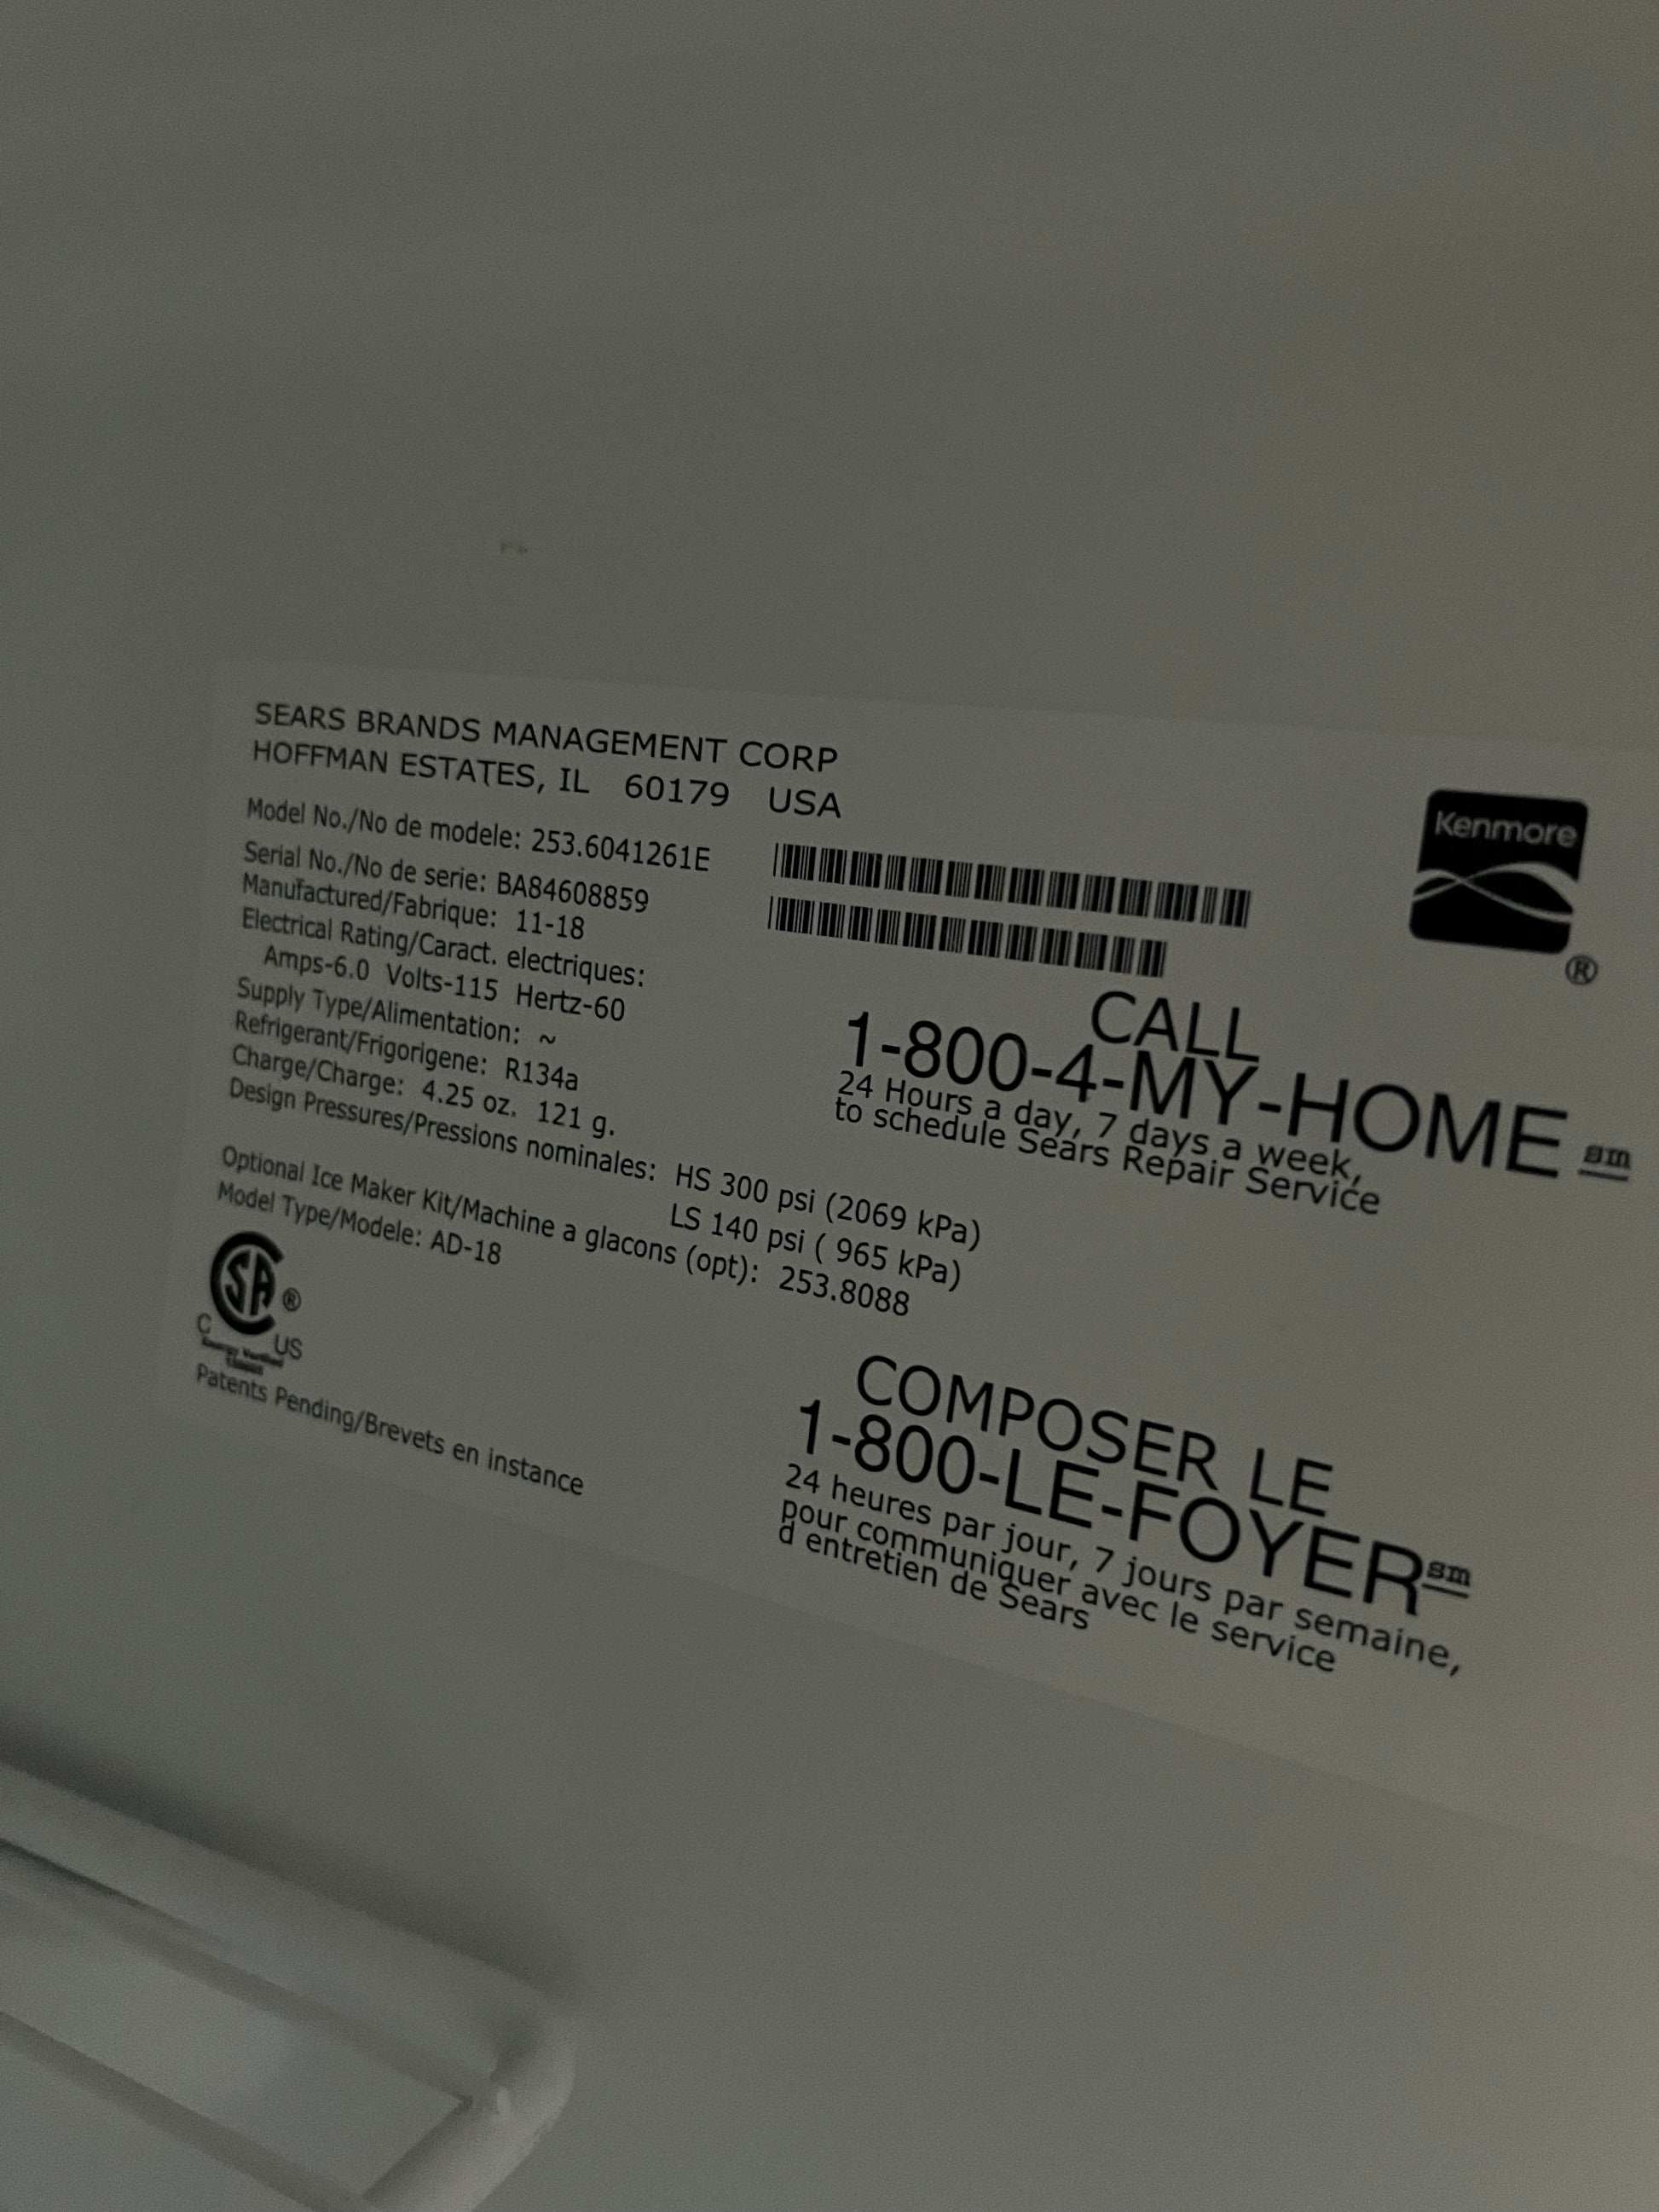 SEARS BRANDS MANAGEMENT CORP
HOFFMAN ESTATES, IL 60179 USA
Model No./No de modele: 253.6041261E
Serial No./No de serie: BA84608859
Manufactured/Fabrique: 11-18
Electrical Rating/Caract. electriques:
Amps-6.0 Volts-115 Hertz-60
Supply Type/Alimentation: ~
Refrigerant/Frigorigene: R134a
Charge/Charge: 4.25 oz. 121 g.
Design Pressures/Pressions nominales: HS 300 psi (2069 kPa)
LS 140 psi ( 965 kPa)
Optional Ice Maker Kit/Machine a glacons (opt): 253.8088
Model Type/Modele: AD-18
SA ®
C US
Energy Verified
Patents Pending/Brevets en instance
Kenmore
®
CALL
1-800-4-MY-HOME sm
24 Hours a day, 7 days a week,
to schedule Sears Repair Service
COMPOSER LE
1-800-LE-FOYER sm
24 heures par jour, 7 jours par semaine,
pour communiquer avec le service
d entretien de Sears